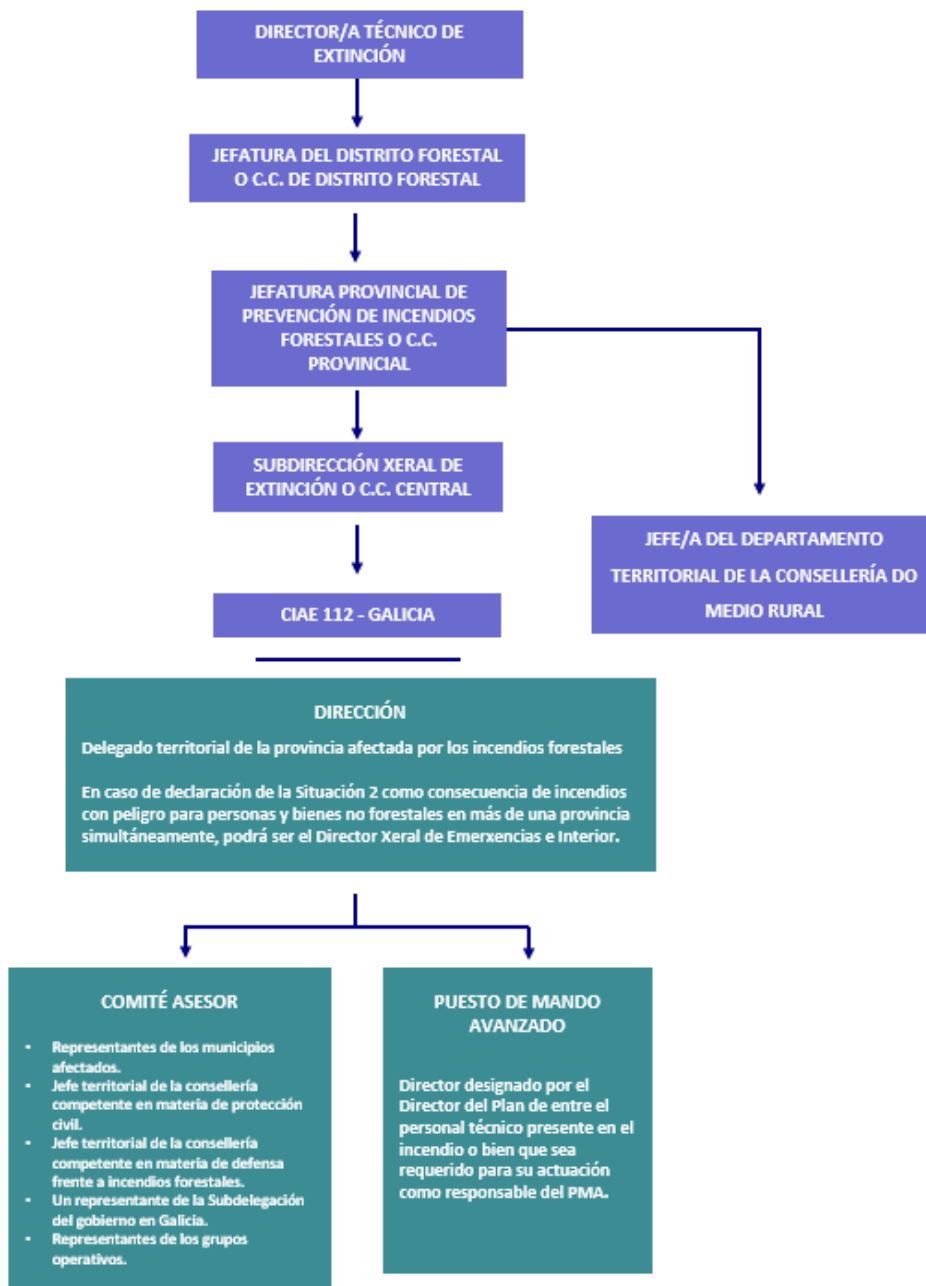 DIRECTOR/A TÉCNICO DE
EXTINCIÓN
JEFATURA DEL DISTRITO FORESTAL
O C.C. DE DISTRITO FORESTAL
JEFATURA PROVINCIAL DE
PREVENCIÓN DE INCENDIOS
FORESTALES O C.C.
PROVINCIAL
SUBDIRECCIÓN XERAL DE
EXTINCIÓN O C.C. CENTRAL
JEFE/A DEL DEPARTAMENTO
TERRITORIAL DE LA CONSELLERÍA DO
MEDIO RURAL
CIAE 112 - GALICIA
DIRECCIÓN
Delegado territorial de la provincia afectada por los incendios forestales
En caso de declaración de la Situación 2 como consecuencia de incendios
con peligro para personas y bienes no forestales en más de una provincia
simultáneamente, podrá ser el Director Xeral de Emerxencias e Interior.
COMITÉ ASESOR
• Representantes de los municipios
afectados.
• Jefe territorial de la consellería
competente en materia de protección
civil.
• Jefe territorial de la consellería
competente en materia de defensa
frente a incendios forestales.
• Un representante de la Subdelegación
del gobierno en Galicia.
• Representantes de los grupos
operativos.
PUESTO DE MANDO
AVANZADO
Director designado por el
Director del Plan de entre el
personal técnico presente en el
incendio o bien que sea
requerido para su actuación
como responsable del PMA.